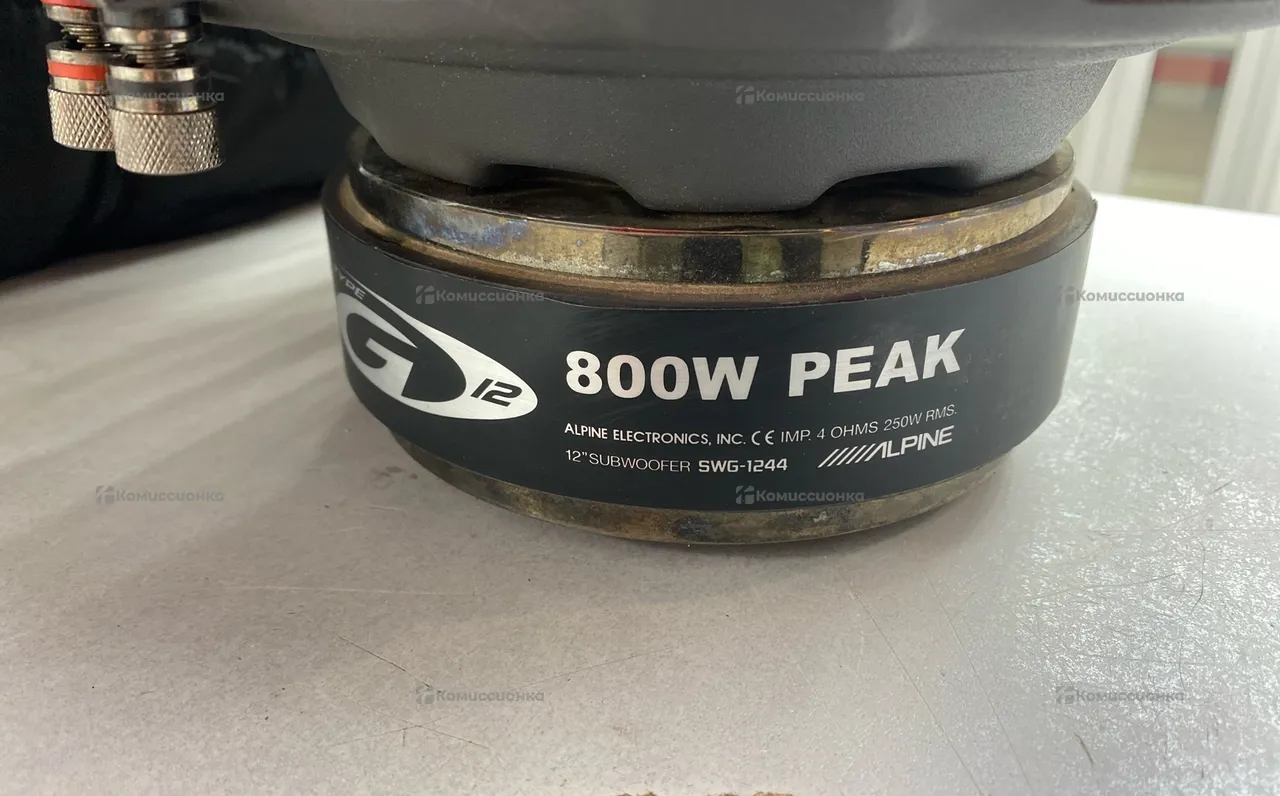 Комиссионка
Комиссионка
TYPE
Комиссионка
Комиссионка
G 12
800W PEAK
ALPINE ELECTRONICS, INC. CE IMP. 4 OHMS 250W RMS.
12" SUBWOOFER SWG-1244 ALPINE
Комиссионка
Комиссионка
Комиссионка
Комиссионка